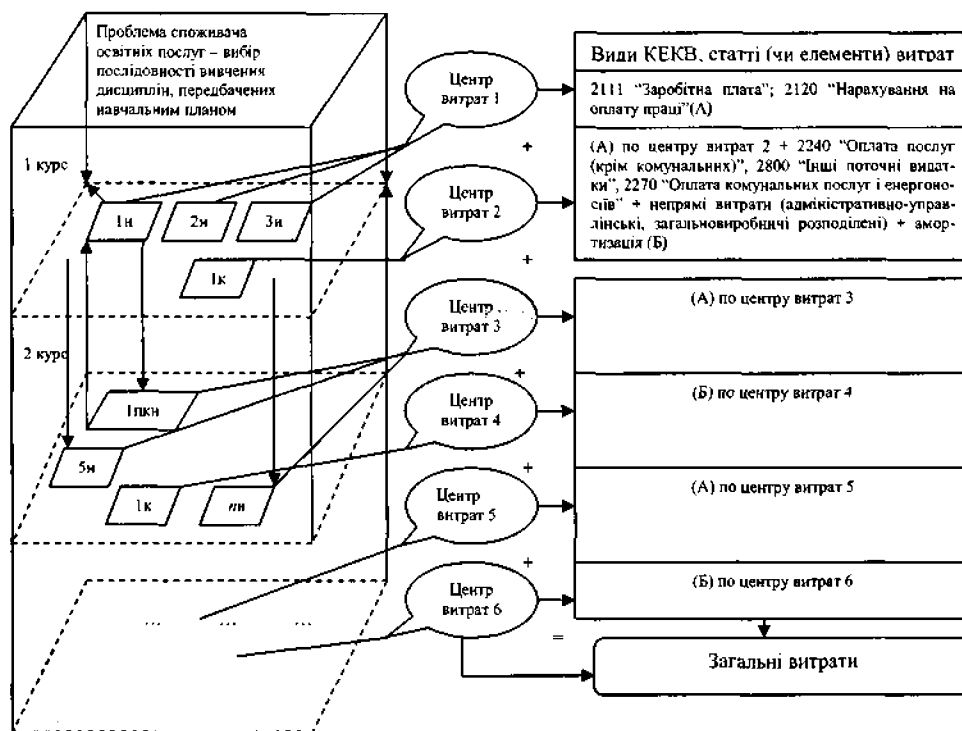 Проблема споживача
освітніх послуг – вибір
послідовності вивчення
дисциплін, передбачених
навчальним планом
1 курс
1н
2н
3н
1к
2 курс
1пкн
5н
1к
nн
... ... ...
Центр
витрат 1
+
Центр
витрат 2
+
Центр
витрат 3
+
Центр
витрат 4
+
Центр
витрат 5
+
Центр
витрат 6
=
Види КЕКВ, статті (чи елементи) витрат
2111 “Заробітна плата”; 2120 “Нарахування на
оплату праці”(А)
(А) по центру витрат 2 + 2240 “Оплата послуг
(крім комунальних)”, 2800 “Інші поточні видат-
ки”, 2270 “Оплата комунальних послуг і енергоно-
сіїв” + непрямі витрати (адміністративно-управ-
лінські, загальновиробничі розподілені) + амор-
тизація (Б)
(А) по центру витрат 3
(Б) по центру витрат 4
(А) по центру витрат 5
(Б) по центру витрат 6
Загальні витрати